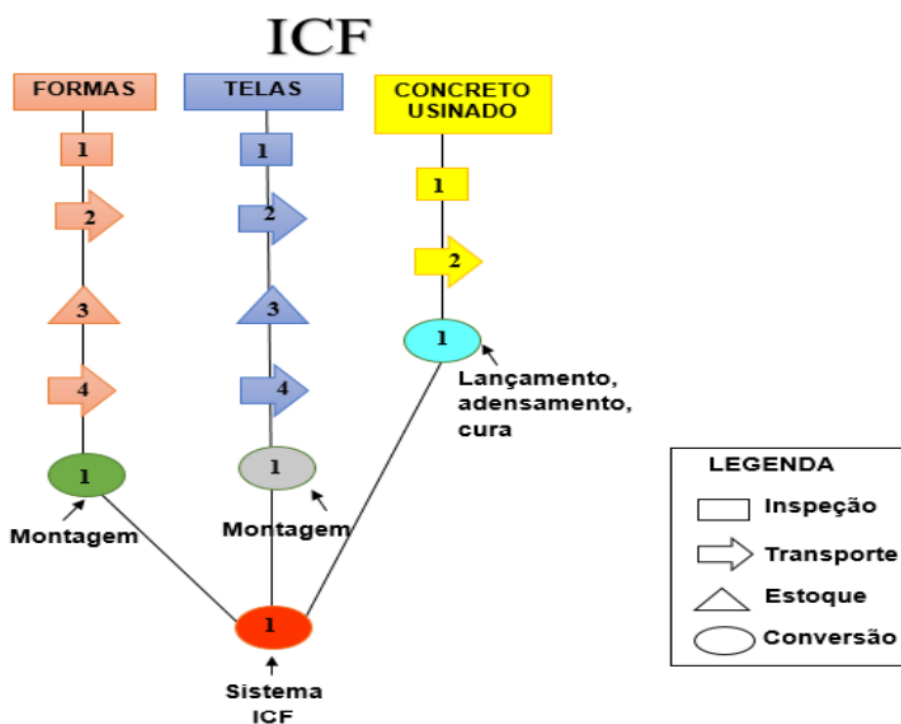 ICF
FORMAS
TELAS
CONCRETO
USINADO
1
1
1
2
2
2
3
3
1
4
4
Lançamento,
adensamento,
cura
1
1
Montagem
Montagem
1
Sistema
ICF
LEGENDA
Inspeção
Transporte
Estoque
Conversão